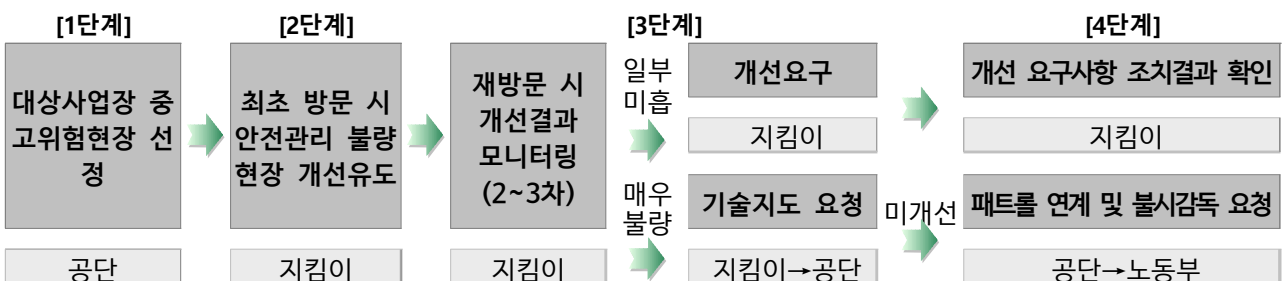 [1단계]
[2단계]
[3단계]
[4단계]
대상사업장 중
고위험현장 선
정
공단
최초 방문 시
안전관리 불량
현장 개선유도
지킴이
재방문 시
개선결과
모니터링
(2~3차)
지킴이
일부
미흡
개선요구
지킴이
개선 요구사항 조치결과 확인
지킴이
매우
불량
기술지도 요청
지킴이→공단
미개선
패트롤 연계 및 불시감독 요청
공단→노동부